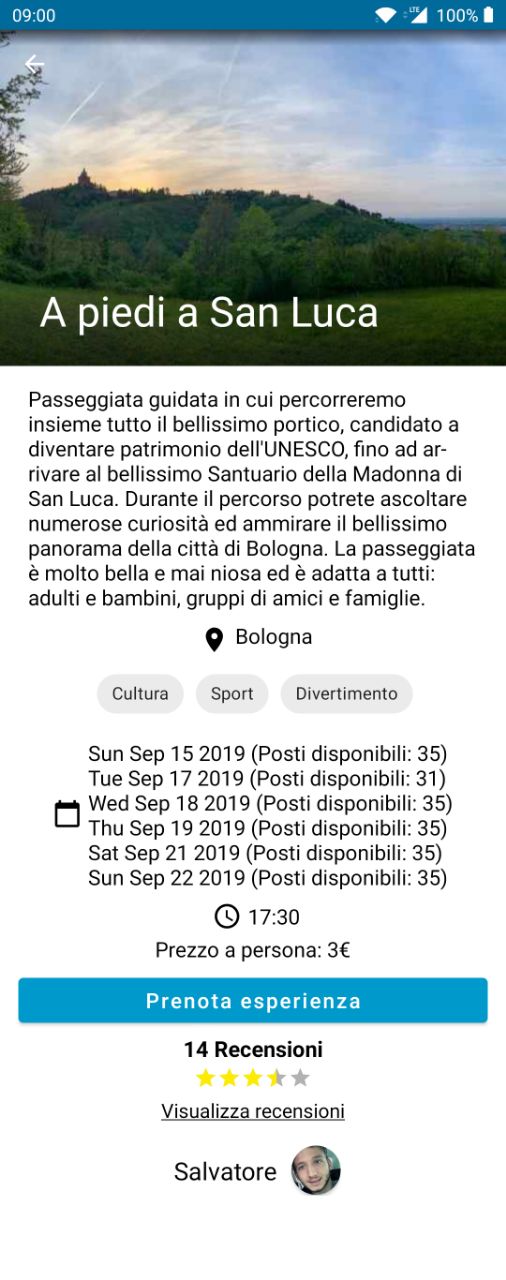 09:00
LTE
100%
A piedi a San Luca
Passeggiata guidata in cui percorreremo
insieme tutto il bellissimo portico, candidato a
diventare patrimonio dell'UNESCO, fino ad ar-
rivare al bellissimo Santuario della Madonna di
San Luca. Durante il percorso potrete ascoltare
numerose curiosità ed ammirare il bellissimo
panorama della città di Bologna. La passeggiata
è molto bella e mai niosa ed è adatta a tutti:
adulti e bambini, gruppi di amici e famiglie.
Bologna
Cultura Sport Divertimento
Sun Sep 15 2019 (Posti disponibili: 35)
Tue Sep 17 2019 (Posti disponibili: 31)
Wed Sep 18 2019 (Posti disponibili: 35)
Thu Sep 19 2019 (Posti disponibili: 35)
Sat Sep 21 2019 (Posti disponibili: 35)
Sun Sep 22 2019 (Posti disponibili: 35)
17:30
Prezzo a persona: 3€
Prenota esperienza
14 Recensioni
Visualizza recensioni
Salvatore